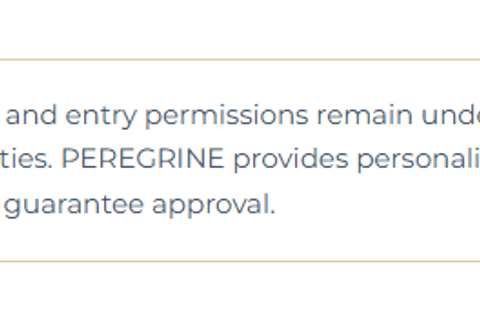 and entry permissions remain unde
ties. PEREGRINE provides personali
guarantee approval.